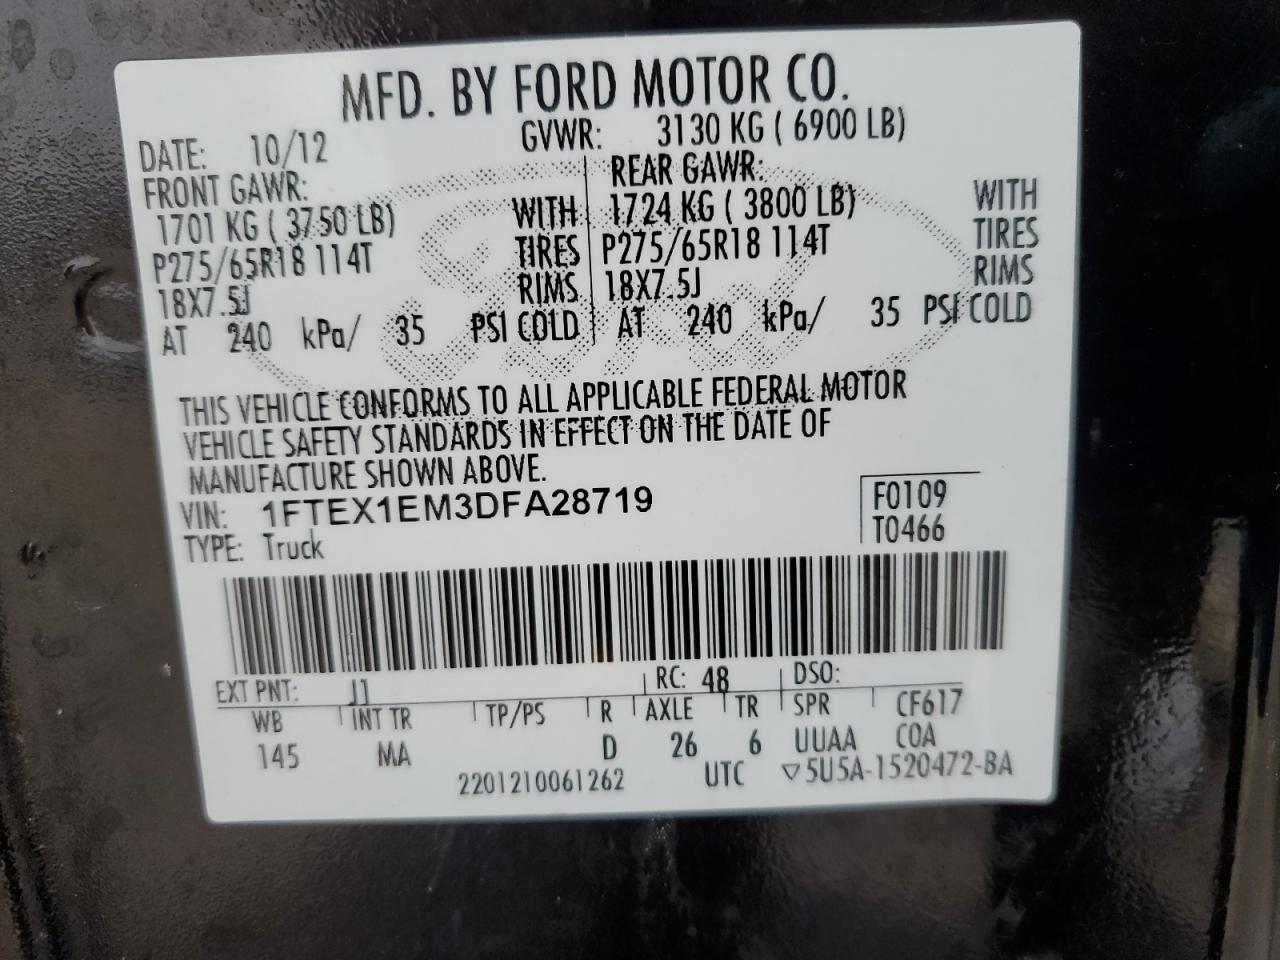 MFD. BY FORD MOTOR CO.
DATE: 10/12 GVWR: 3130 KG ( 6900 LB)
FRONT GAWR: REAR GAWR:
1701 KG ( 3750 LB) WITH 1724 KG ( 3800 LB) WITH
P275/65R18 114T TIRES P275/65R18 114T TIRES
18X7.5J RIMS 18X7.5J RIMS
AT 240 kPa/ 35 PSI COLD AT 240 kPa/ 35 PSI COLD
THIS VEHICLE CONFORMS TO ALL APPLICABLE FEDERAL MOTOR
VEHICLE SAFETY STANDARDS IN EFFECT ON THE DATE OF
MANUFACTURE SHOWN ABOVE.
VIN: 1FTEX1EM3DFA28719 F0109
TYPE: Truck T0466
EXT PNT: J1 RC: 48 DSO:
WB INT TR TP/PS R AXLE TR SPR CF617
145 MA D 26 6 UUAA COA
2201210061262 UTC ▽5U5A-1520472-BA